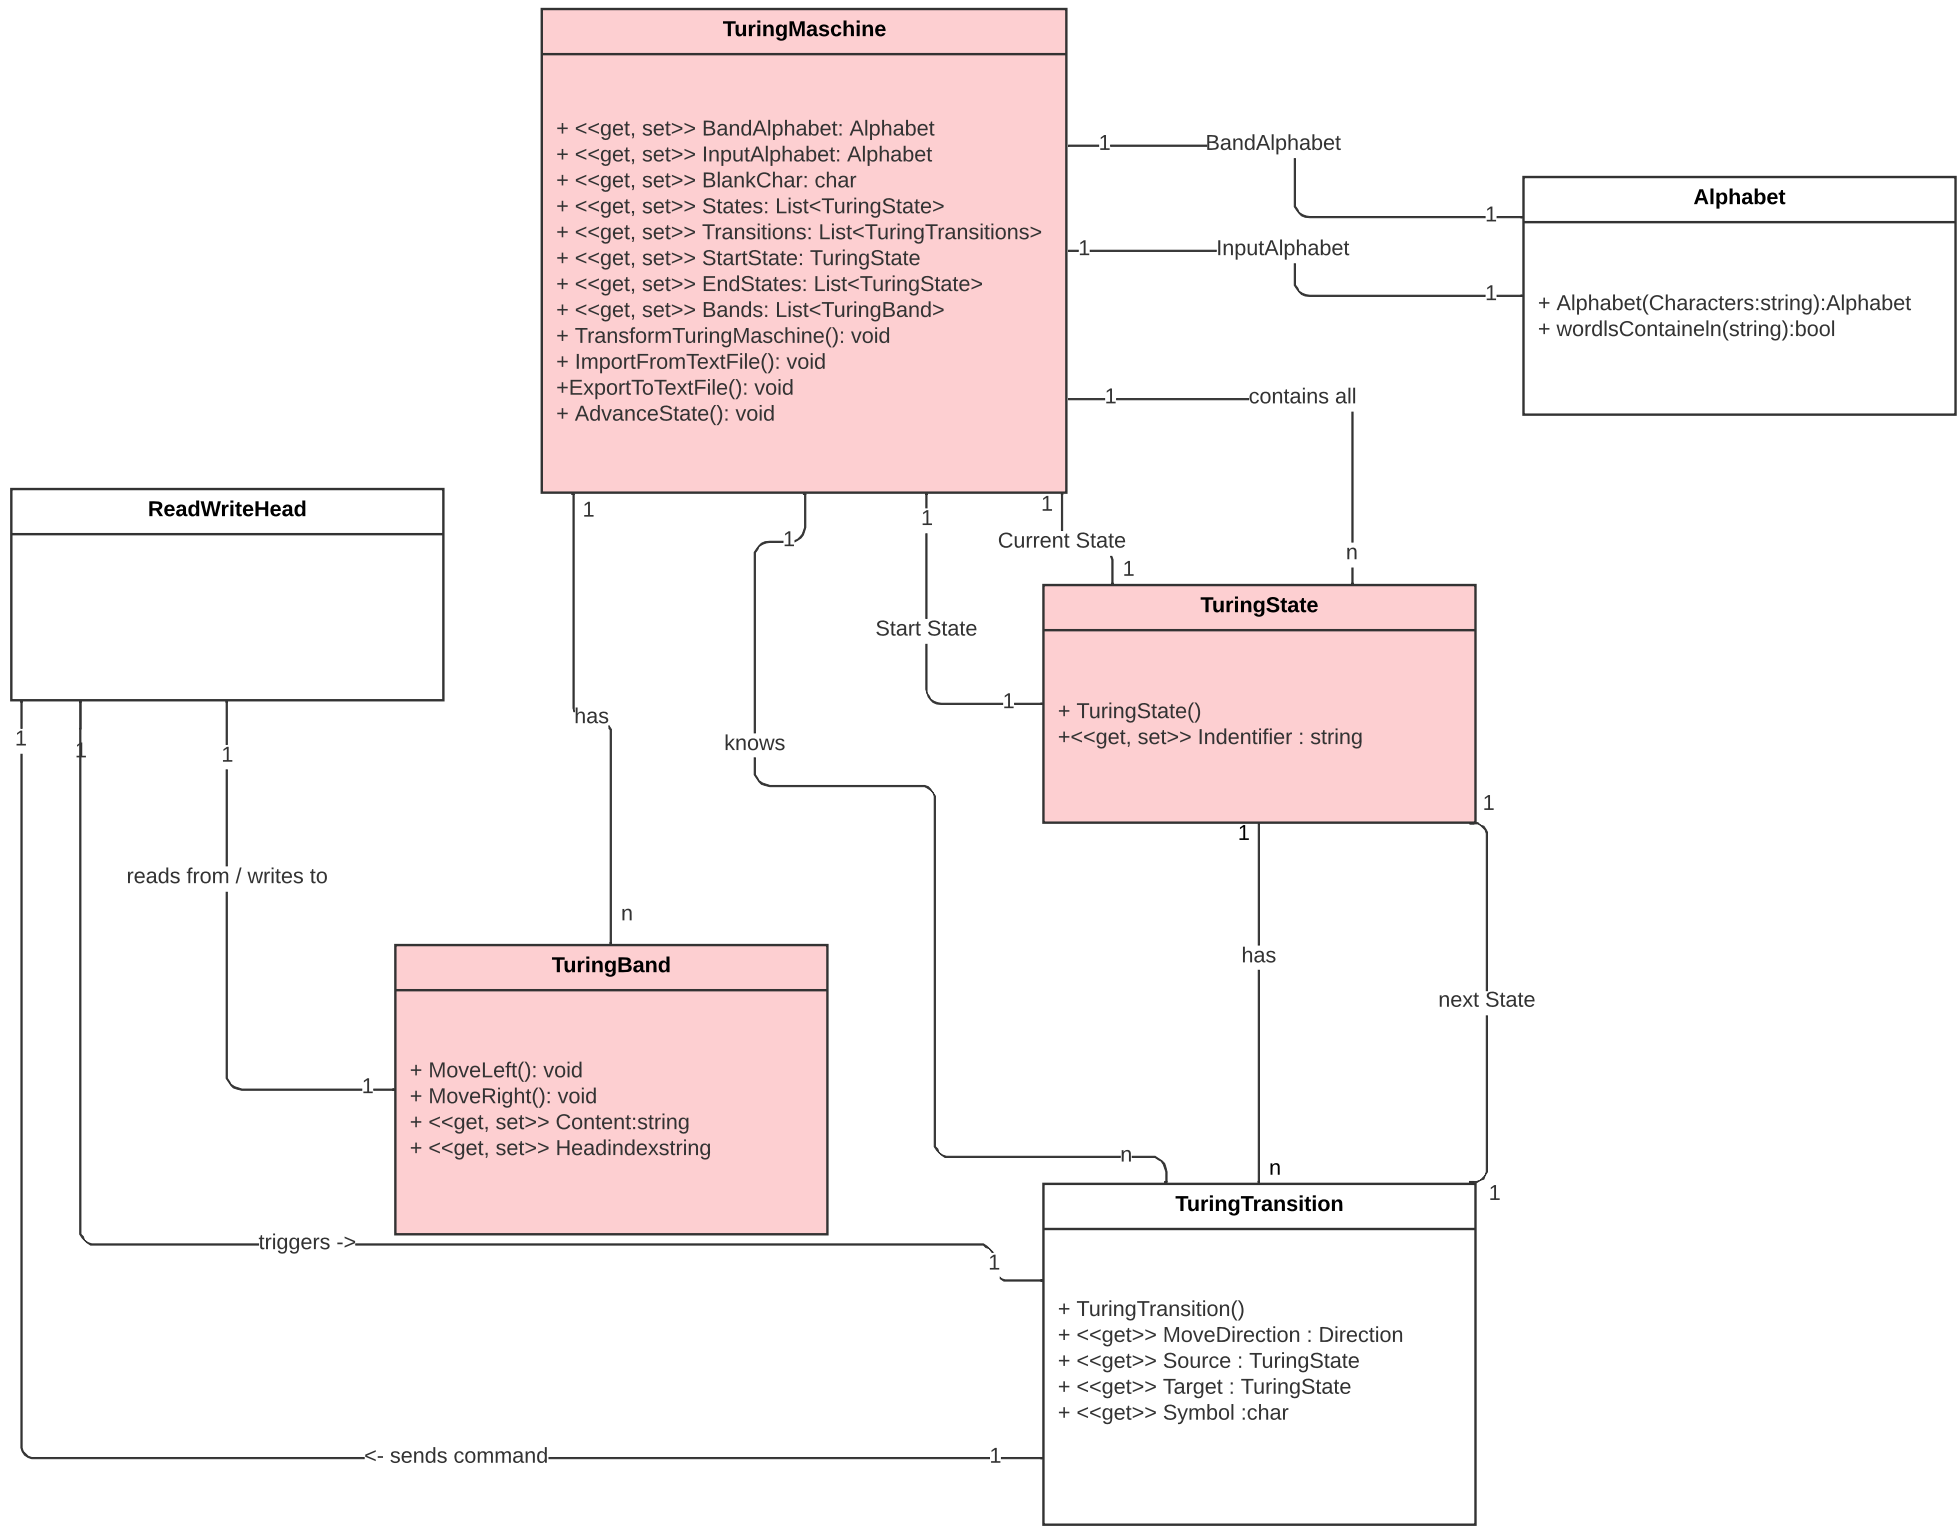 TuringMaschine
+ <<get, set>> BandAlphabet: Alphabet
+ <<get, set>> InputAlphabet: Alphabet
+ <<get, set>> BlankChar: char
+ <<get, set>> States: List<TuringState>
+ <<get, set>> Transitions: List<TuringTransitions>
+ <<get, set>> StartState: TuringState
+ <<get, set>> EndStates: List<TuringState>
+ <<get, set>> Bands: List<TuringBand>
+ TransformTuringMaschine(): void
+ ImportFromTextFile(): void
+ExportToTextFile(): void
+ AdvanceState(): void
1
BandAlphabet
1
1
InputAlphabet
1
Alphabet
+ Alphabet(Characters:string):Alphabet
+ wordIsContaineIn(string):bool
1
contains all
n
ReadWriteHead
1
1
1
1
Current State
1
Start State
1
TuringState
+ TuringState()
+<<get, set>> Indentifier : string
1
1
1
has
knows
reads from / writes to
1
n
TuringBand
+ MoveLeft(): void
+ MoveRight(): void
+ <<get, set>> Content:string
+ <<get, set>> Headindexstring
1
1
has
next State
n
n
1
TuringTransition
+ TuringTransition()
+ <<get>> MoveDirection : Direction
+ <<get>> Source : TuringState
+ <<get>> Target : TuringState
+ <<get>> Symbol :char
triggers ->
1
<- sends command
1